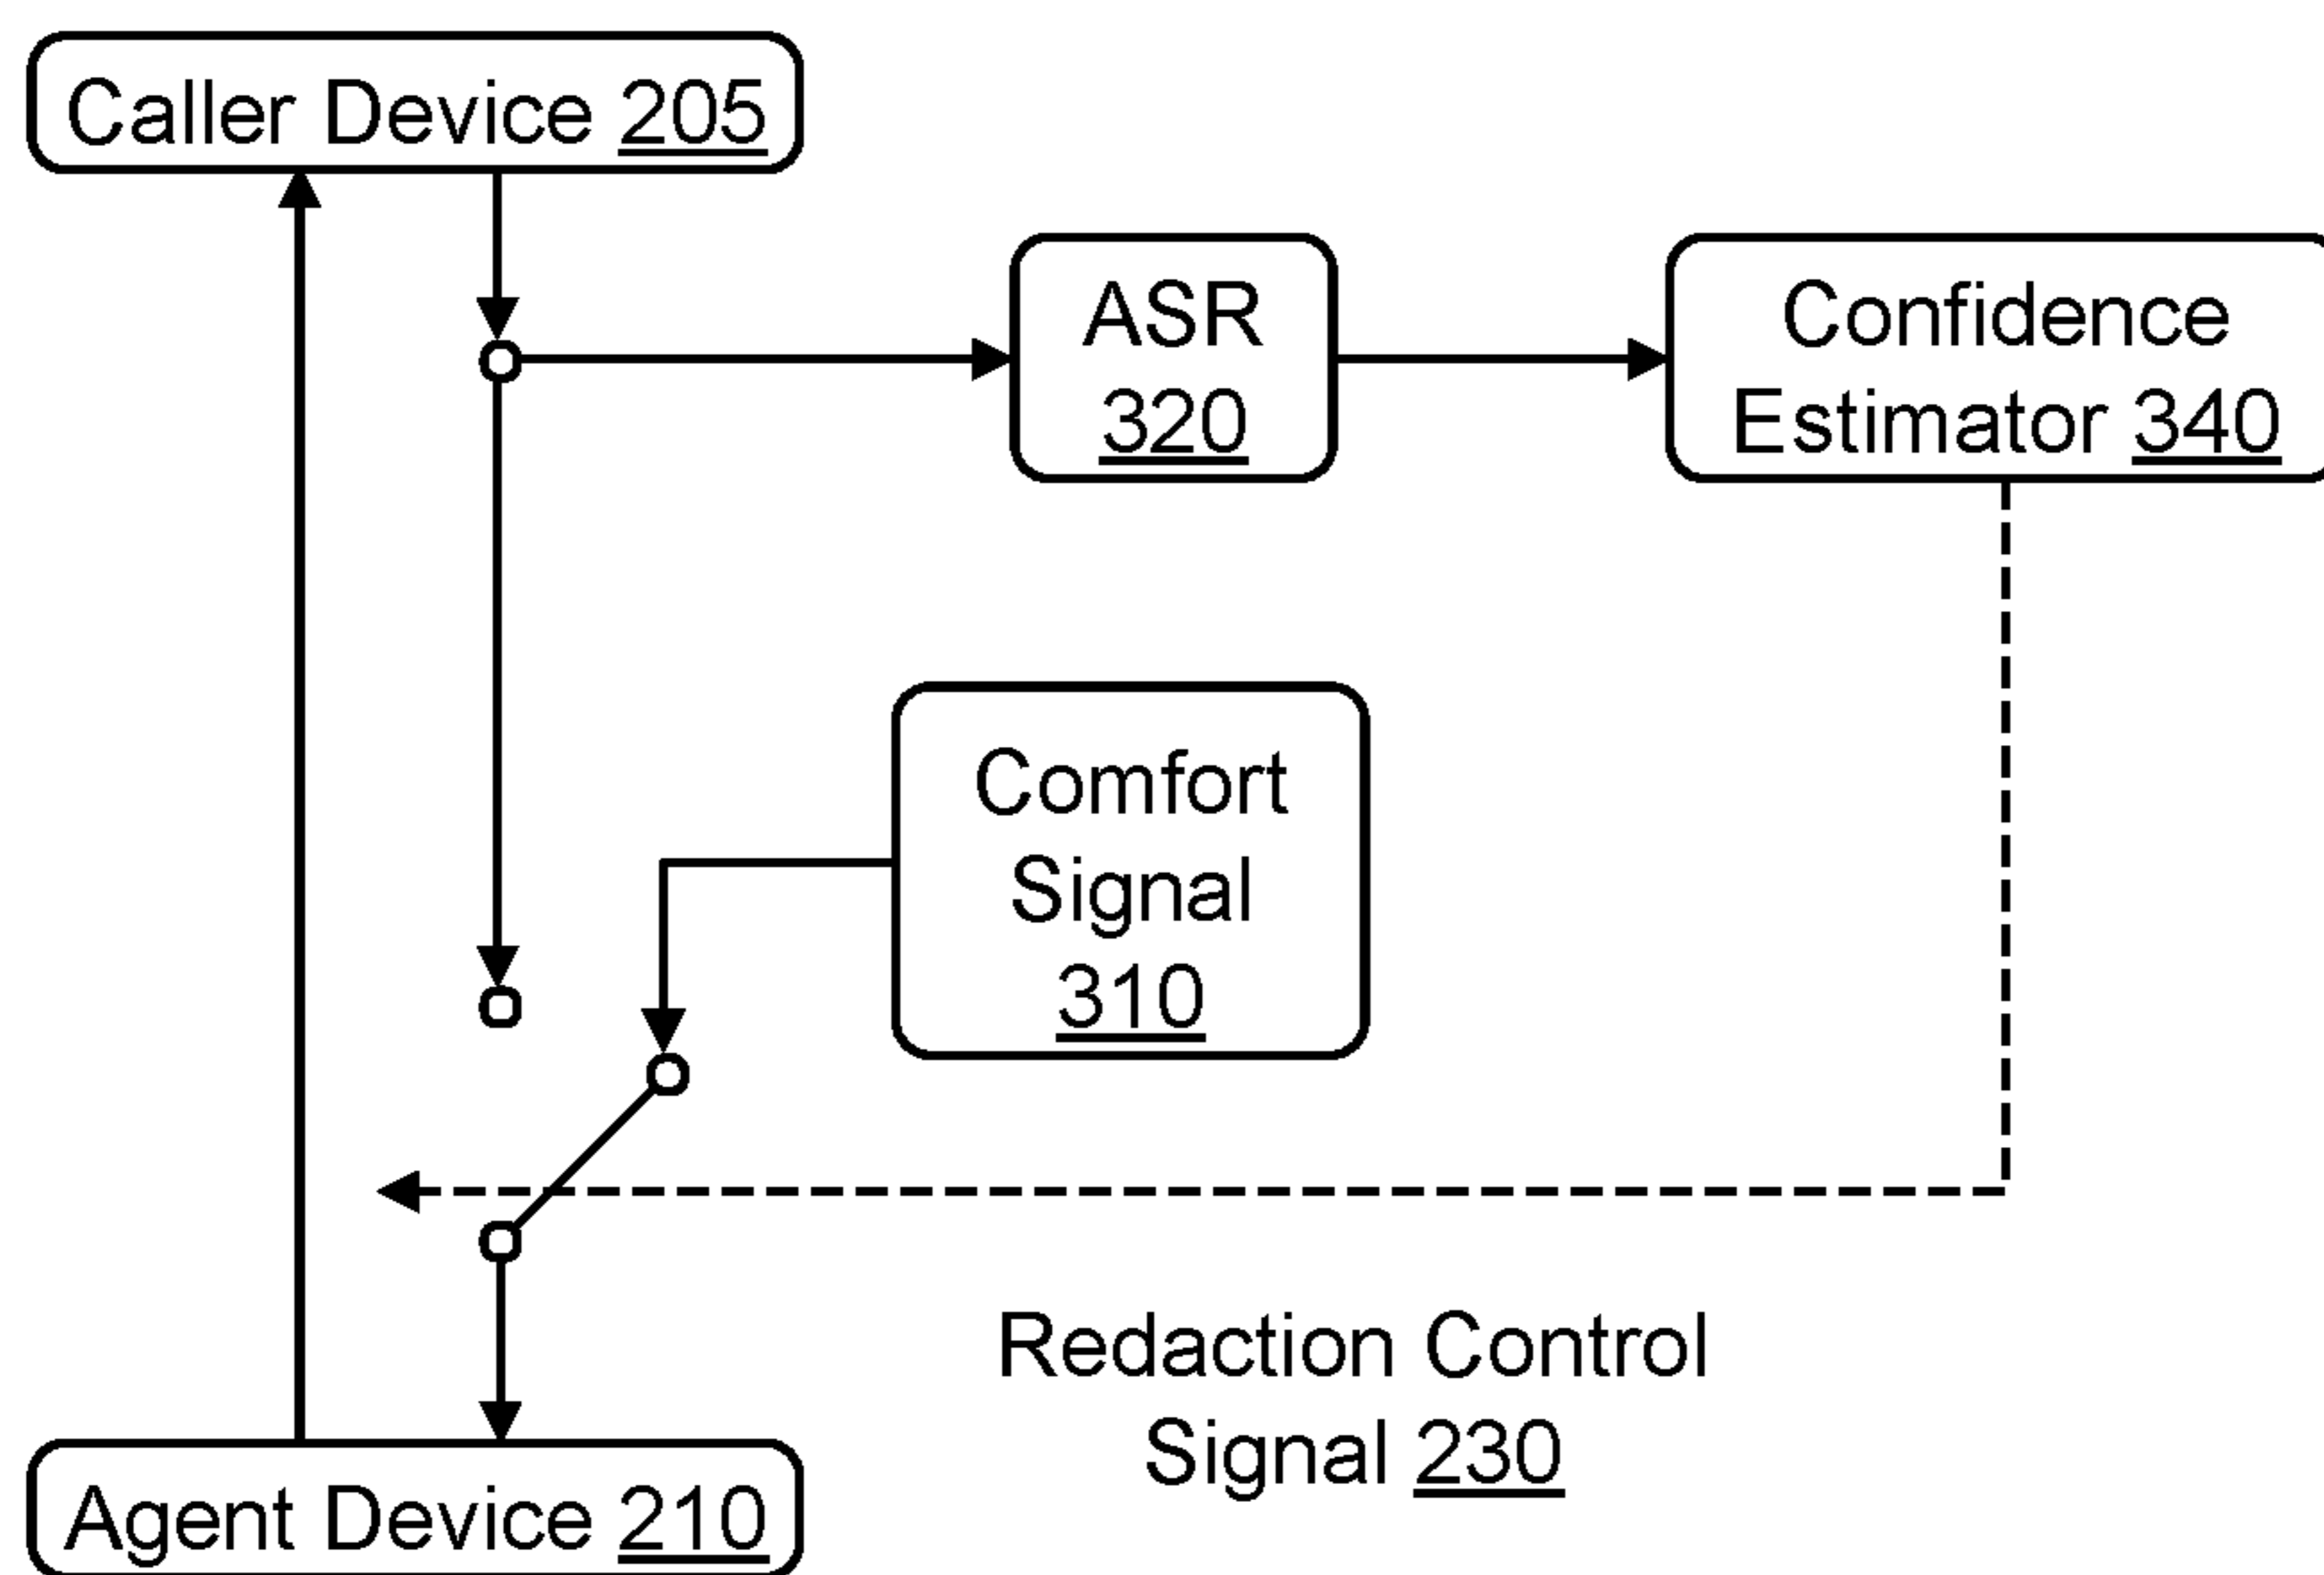 Caller Device 205
ASR
320
Confidence
Estimator 340
Comfort
Signal
310
Redaction Control
Signal 230
Agent Device 210